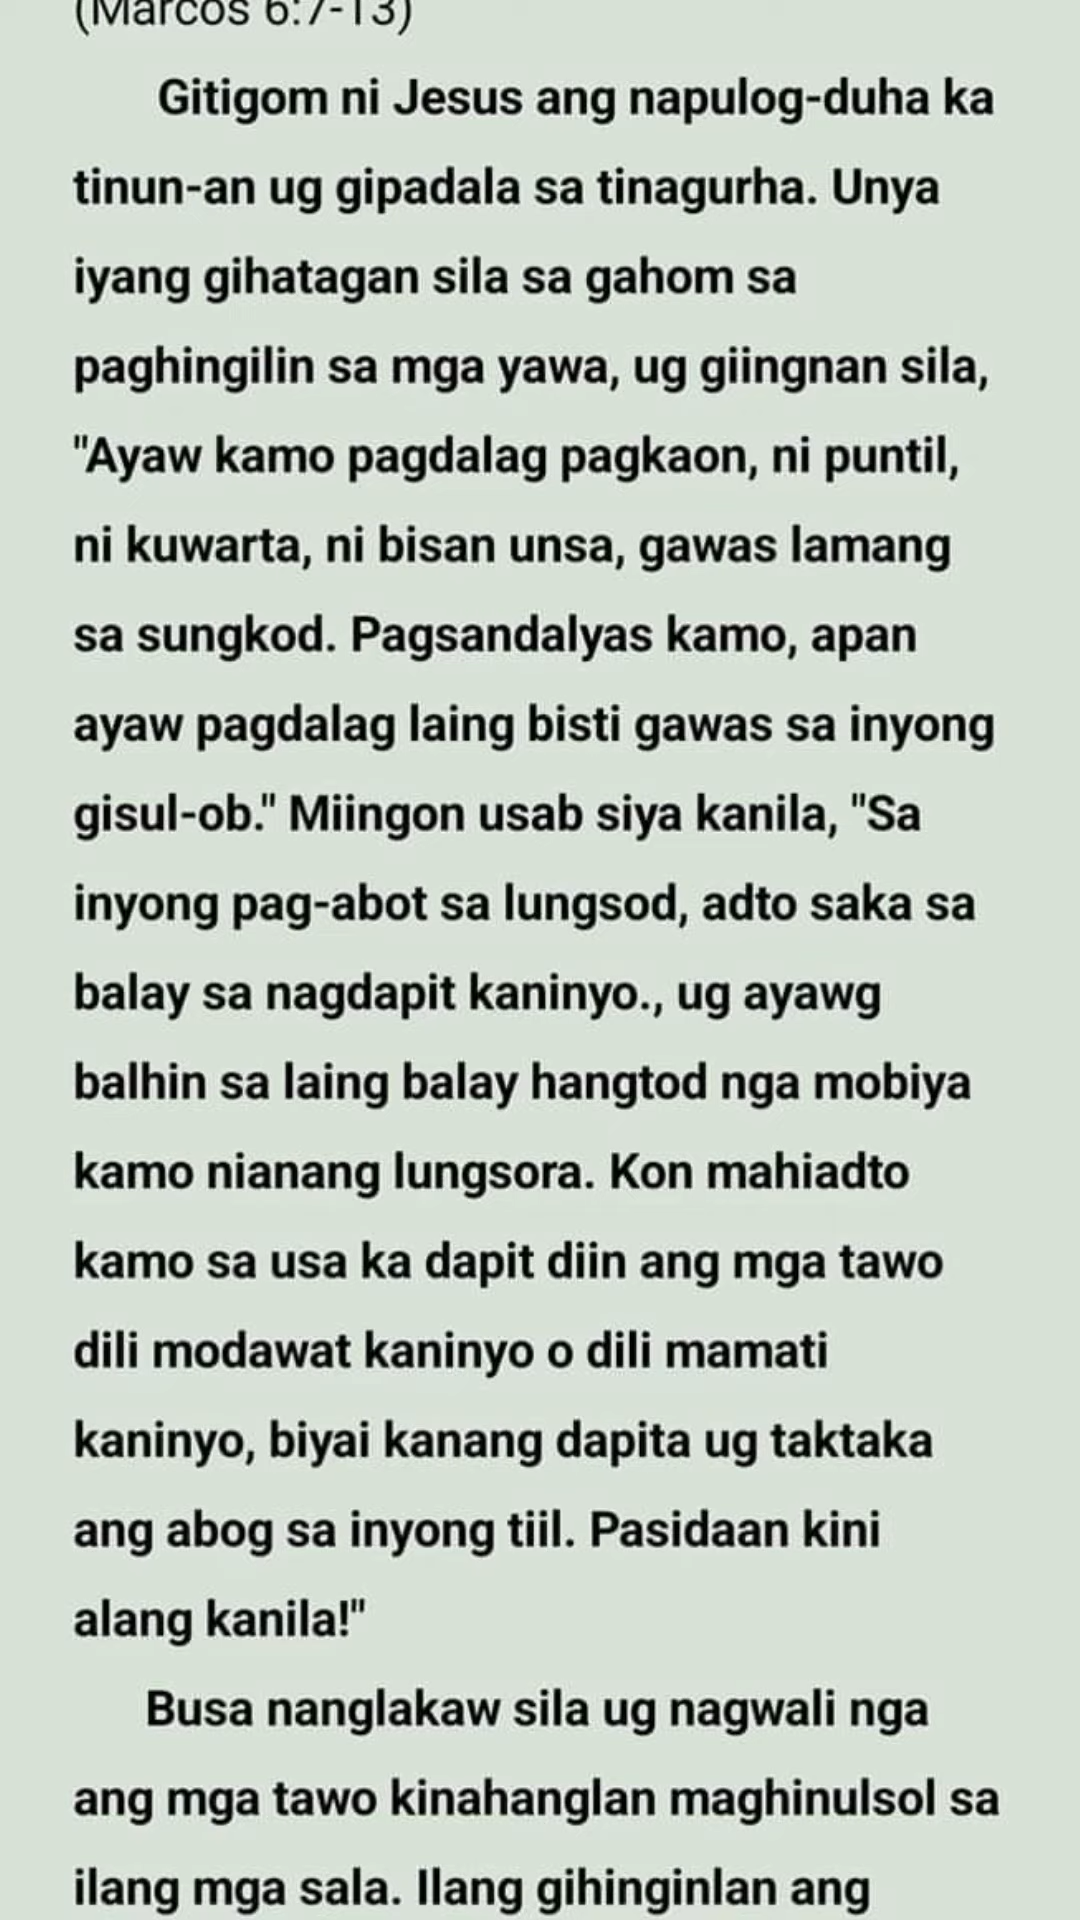 (Marcos 6:7-13)
Gitigom ni Jesus ang napulog-duha ka
tinun-an ug gipadala sa tinagurha. Unya
iyang gihatagan sila sa gahom sa
paghingilin sa mga yawa, ug giingnan sila,
"Ayaw kamo pagdalag pagkaon, ni puntil,
ni kuwarta, ni bisan unsa, gawas lamang
sa sungkod. Pagsandalyas kamo, apan
ayaw pagdalag laing bisti gawas sa inyong
gisul-ob." Miingon usab siya kanila, "Sa
inyong pag-abot sa lungsod, adto saka sa
balay sa nagdapit kaninyo., ug ayawg
balhin sa laing balay hangtod nga mobiya
kamo nianang lungsora. Kon mahiadto
kamo sa usa ka dapit diin ang mga tawo
dili modawat kaninyo o dili mamati
kaninyo, biyai kanang dapita ug taktaka
ang abog sa inyong tiil. Pasidaan kini
alang kanila!"
Busa nanglakaw sila ug nagwali nga
ang mga tawo kinahanglan maghinulsol sa
ilang mga sala. Ilang gihinginlan ang